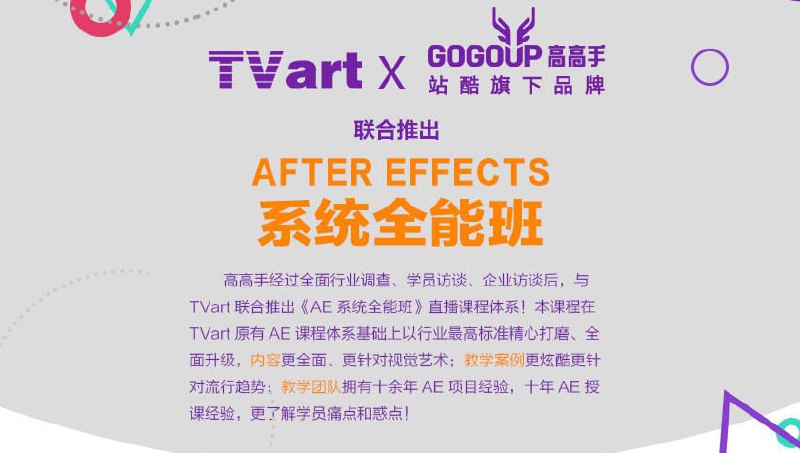 TVart X GOGOUP 高高手
站酷旗下品牌
联合推出
AFTER EFFECTS
系统全能班
高高手经过全面行业调查、学员访谈、企业访谈后，与
TVart 联合推出《AE 系统全能班》直播课程体系！本课程在
TVart 原有 AE 课程体系基础上以行业最高标准精心打磨、全
面升级，内容更全面、更针对视觉艺术；教学案例更炫酷更针
对流行趋势；教学团队拥有十余年 AE 项目经验，十年 AE 授
课经验，更了解学员痛点和惑点！